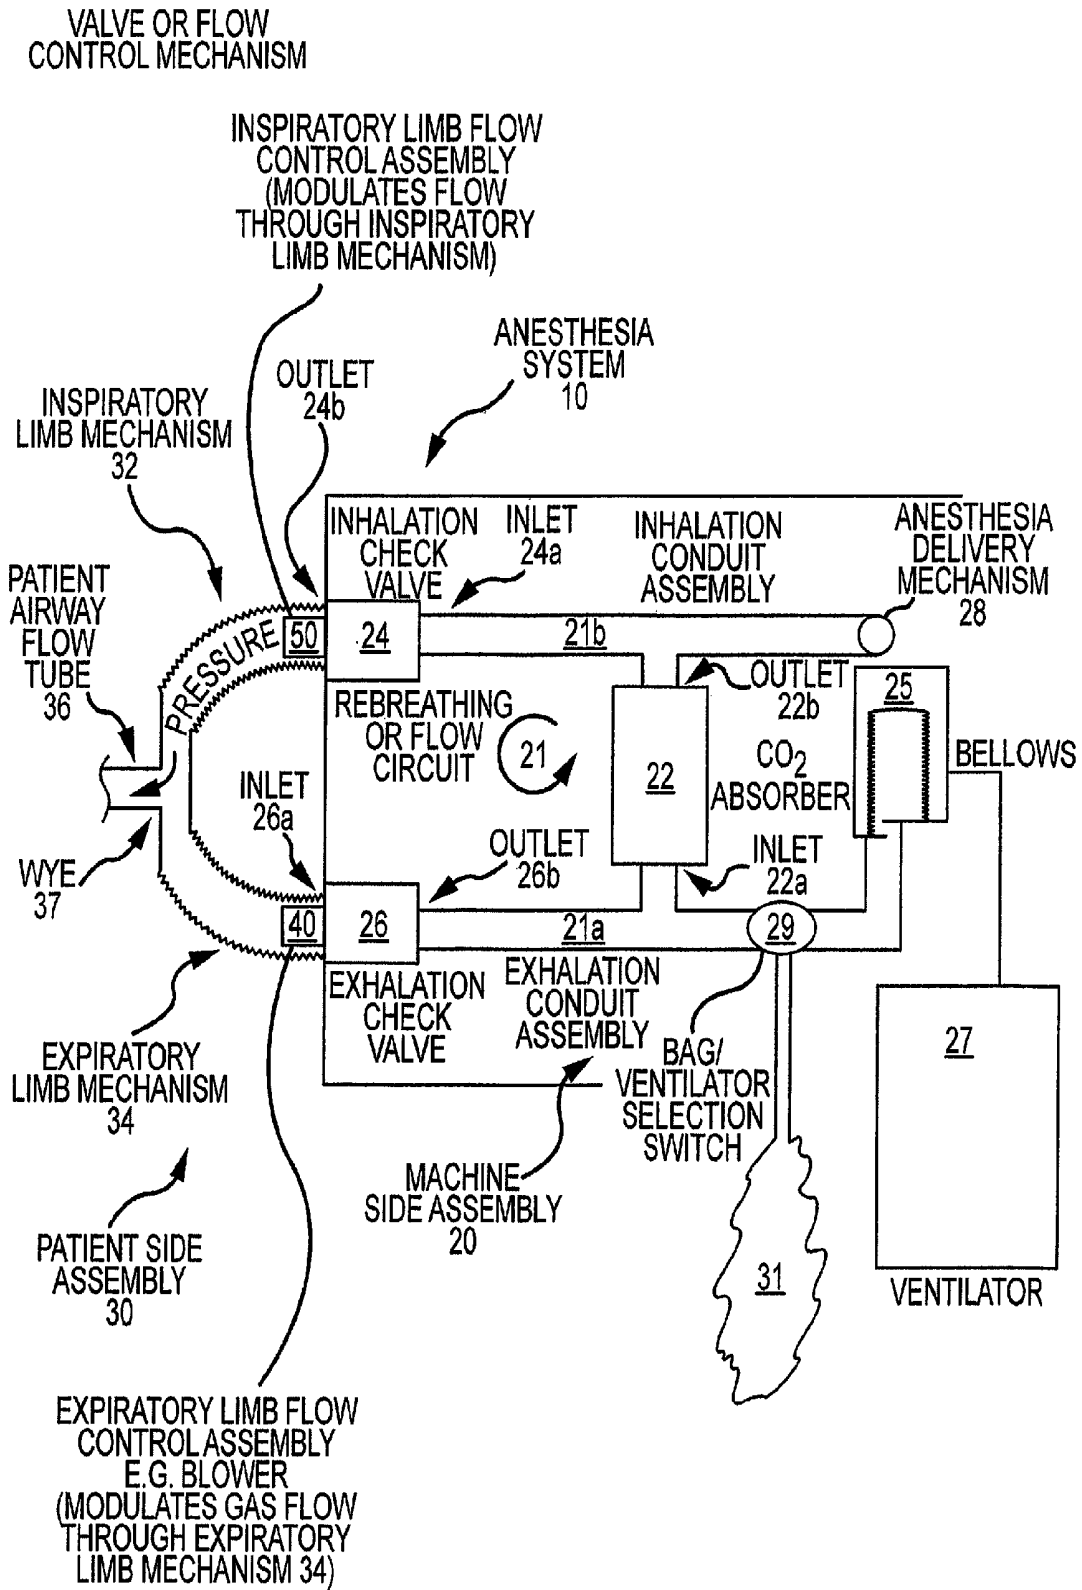 VALVE OR FLOW
CONTROL MECHANISM
INSPIRATORY LIMB FLOW
CONTROL ASSEMBLY
(MODULATES FLOW
THROUGH INSPIRATORY
LIMB MECHANISM)
ANESTHESIA
SYSTEM
10
OUTLET
24b
INSPIRATORY
LIMB MECHANISM
32
INHALATION
CHECK
VALVE
INLET
24a
INHALATION
CONDUIT
ASSEMBLY
ANESTHESIA
DELIVERY
MECHANISM
28
PATIENT
AIRWAY
FLOW
TUBE
36
PRESSURE
50
24
21b
OUTLET
22b
25
REBREATHING
OR FLOW
CIRCUIT
21
22
CO2
ABSORBER
BELLOWS
INLET
26a
OUTLET
26b
INLET
22a
WYE
37
40
26
21a
29
EXHALATION
CHECK
VALVE
EXHALATION
CONDUIT
ASSEMBLY
BAG/
VENTILATOR
SELECTION
SWITCH
27
EXPIRATORY
LIMB MECHANISM
34
MACHINE
SIDE ASSEMBLY
20
PATIENT SIDE
ASSEMBLY
30
31
VENTILATOR
EXPIRATORY LIMB FLOW
CONTROL ASSEMBLY
E.G. BLOWER
(MODULATES GAS FLOW
THROUGH EXPIRATORY
LIMB MECHANISM 34)